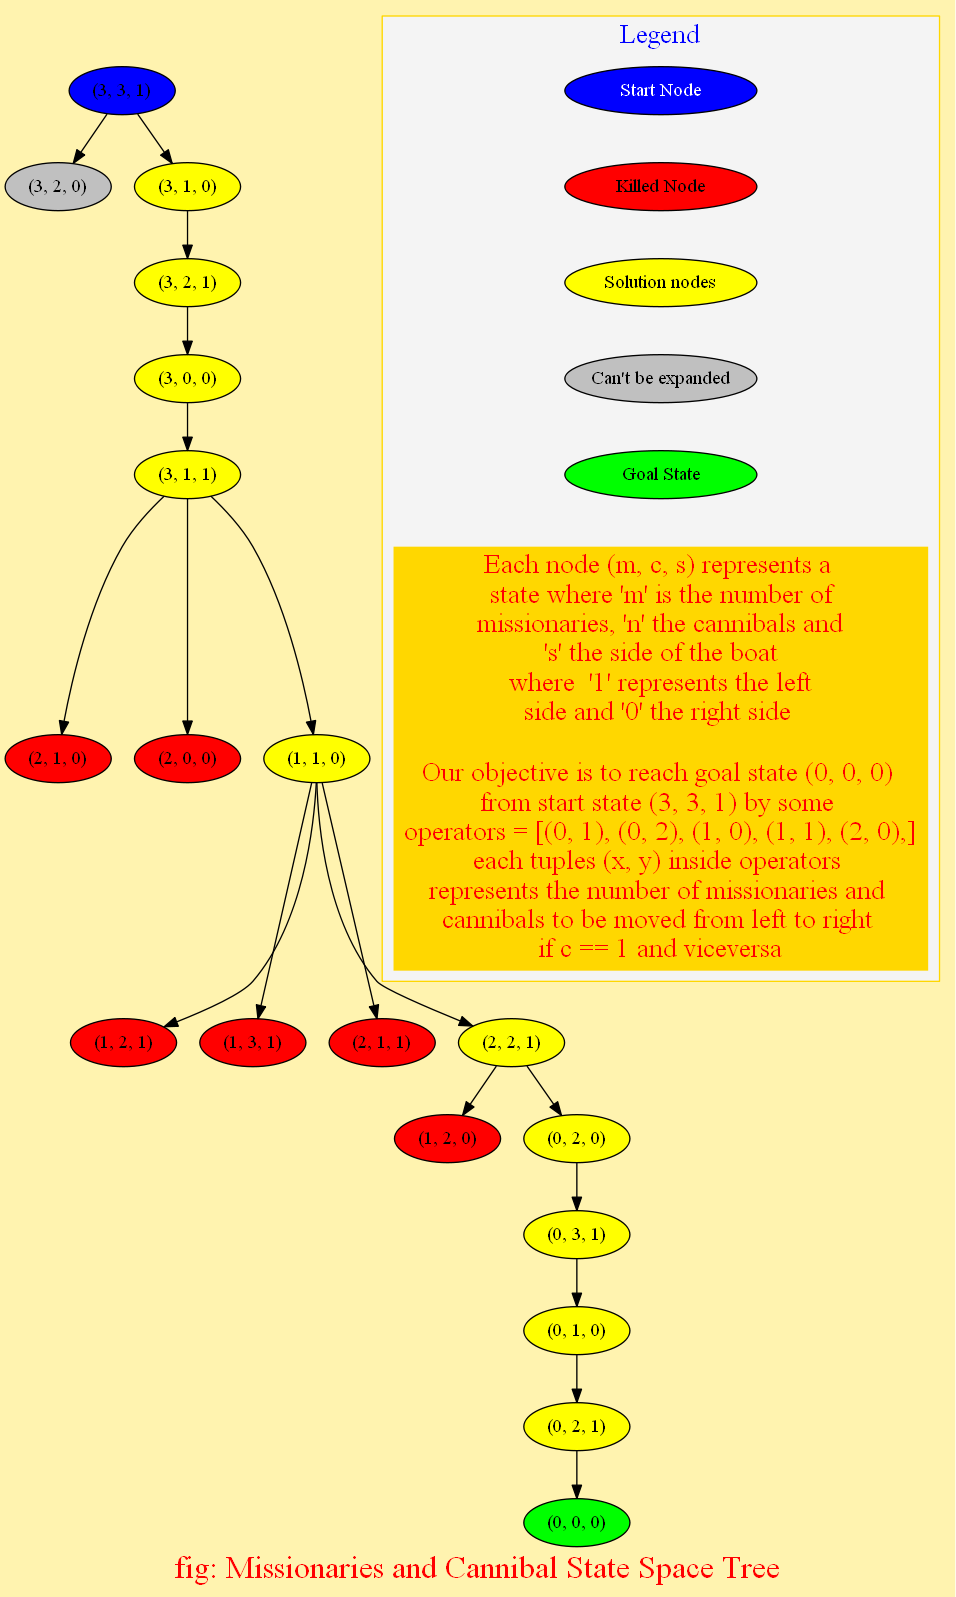 Legend
Start Node
Killed Node
Solution nodes
Can't be expanded
Goal State
Each node (m, c, s) represents a
state where 'm' is the number of
missionaries, 'n' the cannibals and
's' the side of the boat
where '1' represents the left
side and '0' the right side
Our objective is to reach goal state (0, 0, 0)
from start state (3, 3, 1) by some
operators = [(0, 1), (0, 2), (1, 0), (1, 1), (2, 0),]
each tuples (x, y) inside operators
represents the number of missionaries and
cannibals to be moved from left to right
if c == 1 and viceversa
(3, 3, 1)
(3, 2, 0)
(3, 1, 0)
(3, 2, 1)
(3, 0, 0)
(3, 1, 1)
(2, 1, 0)
(2, 0, 0)
(1, 1, 0)
(1, 2, 1)
(1, 3, 1)
(2, 1, 1)
(2, 2, 1)
(1, 2, 0)
(0, 2, 0)
(0, 3, 1)
(0, 1, 0)
(0, 2, 1)
(0, 0, 0)
fig: Missionaries and Cannibal State Space Tree